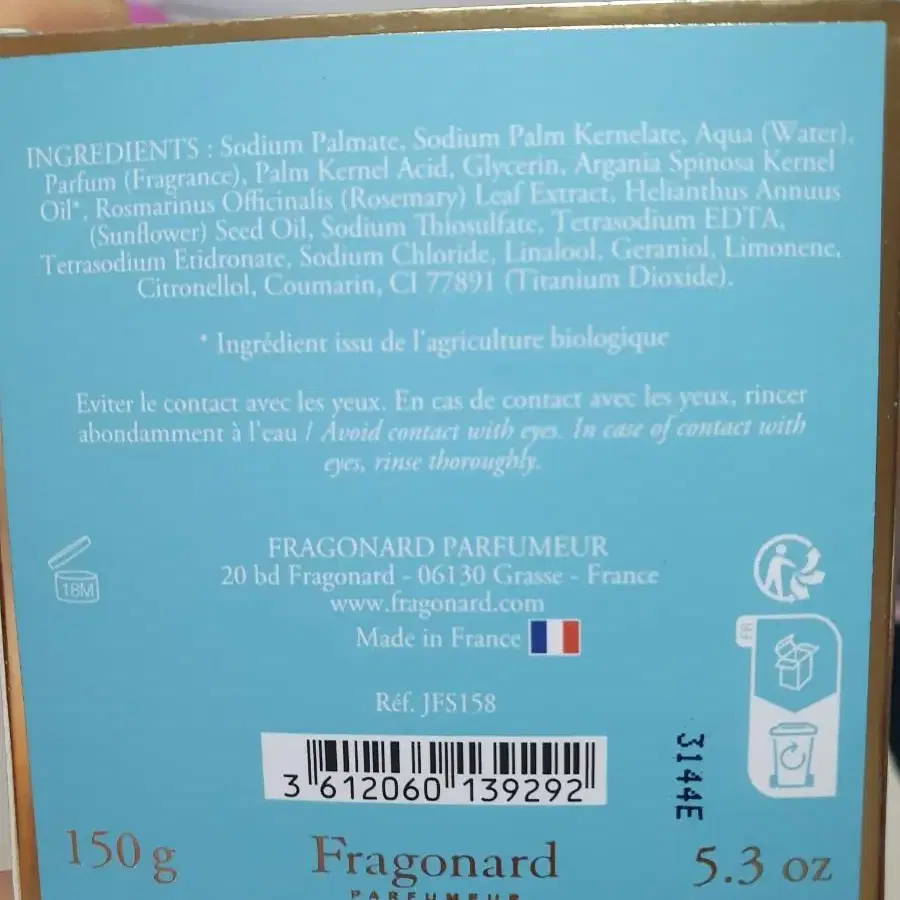 INGREDIENTS : Sodium Palmate, Sodium Palm Kernelate, Aqua (Water),
Parfum (Fragrance), Palm Kernel Acid, Glycerin, Argania Spinosa Kernel
Oil*, Rosmarinus Officinalis (Rosemary) Leaf Extract, Helianthus Annuus
(Sunflower) Seed Oil, Sodium Thiosulfate, Tetrasodium EDTA,
Tetrasodium Etidronate, Sodium Chloride, Linalool, Geraniol, Limonene,
Citronellol, Coumarin, CI 77891 (Titanium Dioxide).
* Ingrédient issu de l'agriculture biologique
Eviter le contact avec les yeux. En cas de contact avec les yeux, rincer
abondamment à l'eau / Avoid contact with eyes. In case of contact with
eyes, rinse thoroughly.
18M
FRAGONARD PARFUMEUR
20 bd Fragonard - 06130 Grasse - France
www.fragonard.com
Made in France
FR
Réf. JFS158
3 612060 139292
3144E
150 g
Fragonard
PARFUMEUR
5.3 oz